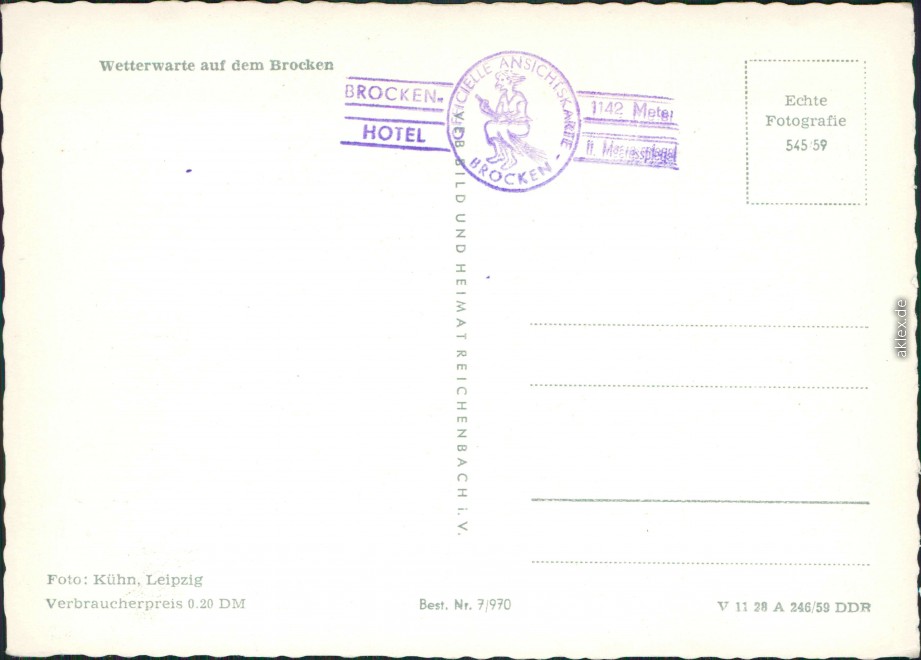 Wetterwarte auf dem Brocken
BROCKEN-
HOTEL
OFFICIELLE ANSICHTSKARTE -
BROCKEN -
1142 Meter
ü. Meeresspiegel
Echte
Fotografie
545/59
VEB BILD UND HEIMAT REICHENBACH i. V.
Foto: Kühn, Leipzig
Verbraucherpreis 0.20 DM
Best. Nr. 7/970
V 11 28 A 246/59 DDR
aklex.de